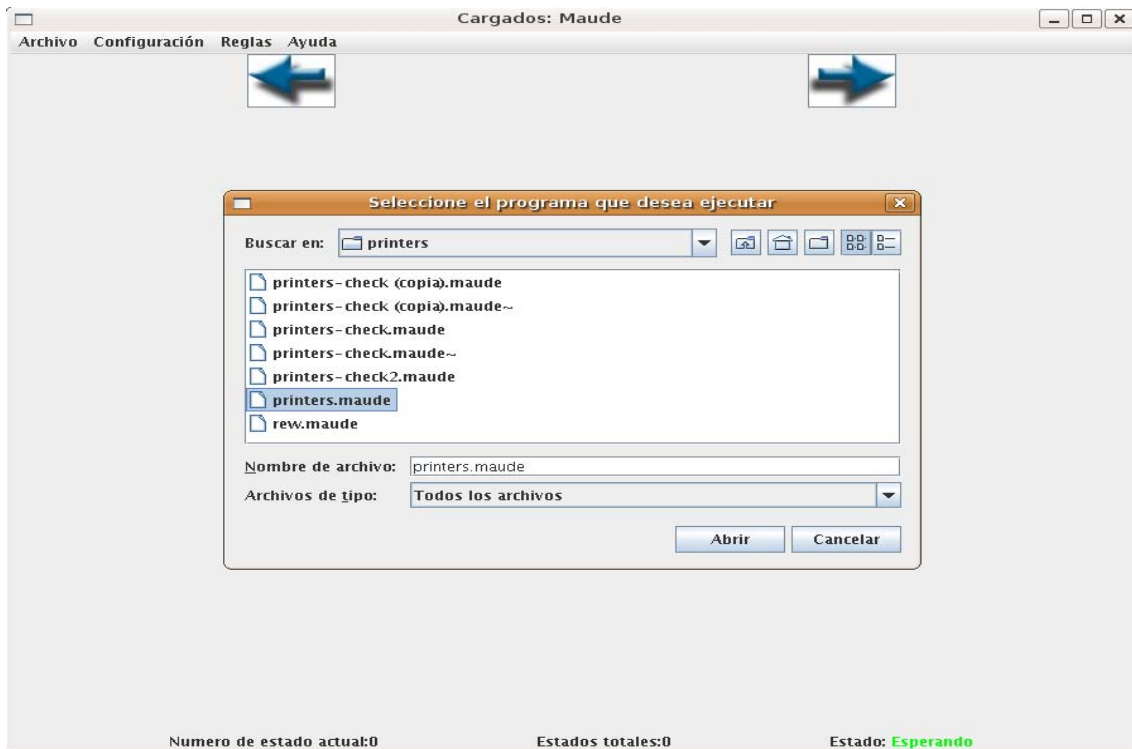 Cargados: Maude
Archivo Configuración Reglas Ayuda
Seleccione el programa que desea ejecutar
Buscar en: printers
printers-check (copia).maude
printers-check (copia).maude~
printers-check.maude
printers-check.maude~
printers-check2.maude
printers.maude
rew.maude
Nombre de archivo: printers.maude
Archivos de tipo: Todos los archivos
Abrir Cancelar
Numero de estado actual:0 Estados totales:0 Estado: Esperando